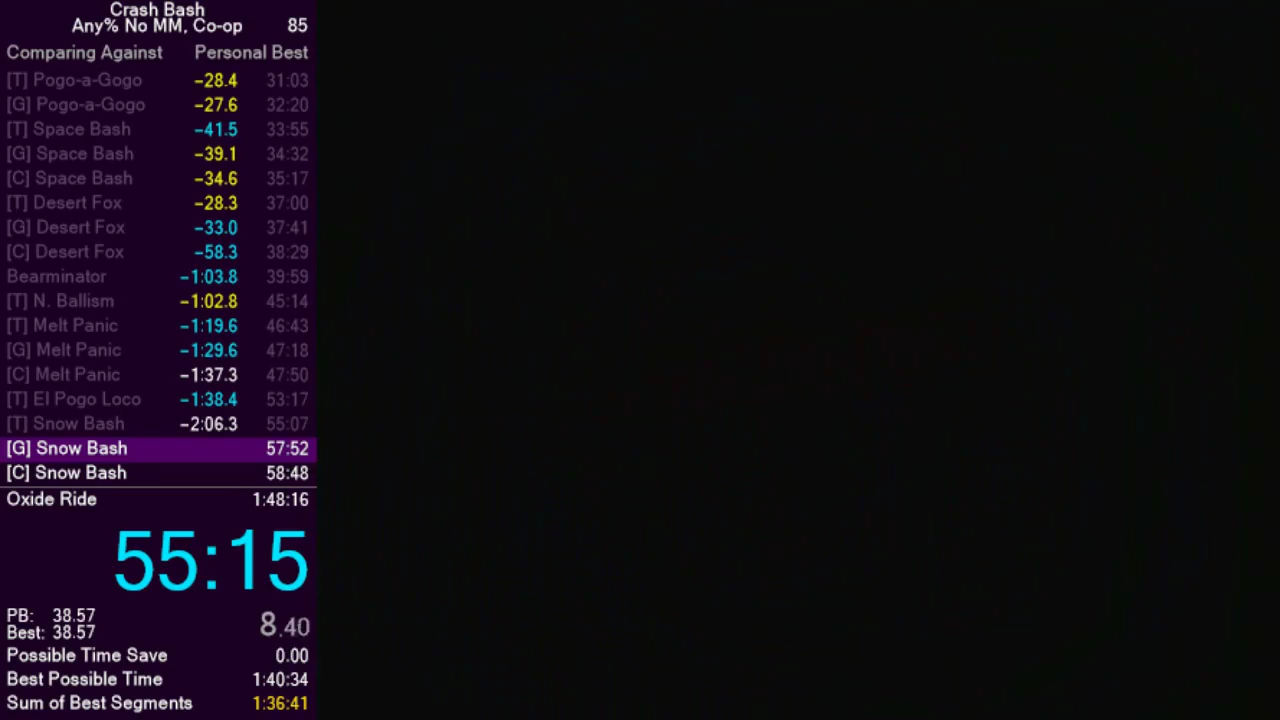 Crash Bash
Any% No MM, Co-op 85
Comparing Against Personal Best
[T] Pogo-a-Gogo −28.4 31:03
[G] Pogo-a-Gogo −27.6 32:20
[T] Space Bash −41.5 33:55
[G] Space Bash −39.1 34:32
[C] Space Bash −34.6 35:17
[T] Desert Fox −28.3 37:00
[G] Desert Fox −33.0 37:41
[C] Desert Fox −58.3 38:29
Bearminator −1:03.8 39:59
[T] N. Ballism −1:02.8 45:14
[T] Melt Panic −1:19.6 46:43
[G] Melt Panic −1:29.6 47:18
[C] Melt Panic −1:37.3 47:50
[T] El Pogo Loco −1:38.4 53:17
[T] Snow Bash −2:06.3 55:07
[G] Snow Bash 57:52
[C] Snow Bash 58:48
Oxide Ride 1:48:16
55:15
PB: 38.57
Best: 38.57
8.40
Possible Time Save 0.00
Best Possible Time 1:40:34
Sum of Best Segments 1:36:41